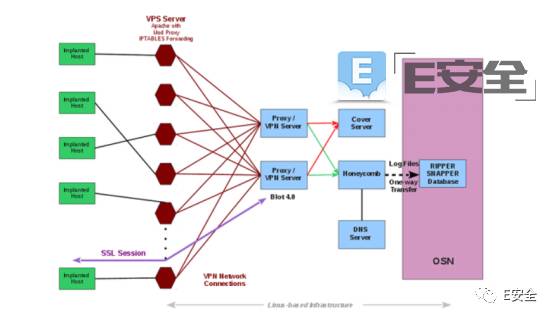 VPS Server
Apache with
Mod Proxy
IPTABLES Forwarding
Implanted
Host
Implanted
Host
Implanted
Host
Implanted
Host
Implanted
Host
SSL Session
VPN Network
Connections
Proxy /
VPN Server
Proxy /
VPN Server
Blot 4.0
E
Cover
Server
Honeycomb
DNS
Server
Log Files
One-way
Transfer
E安全
RIPPER
SNAPPER
Database
OSN
Linux-based Infrastructure
E安全